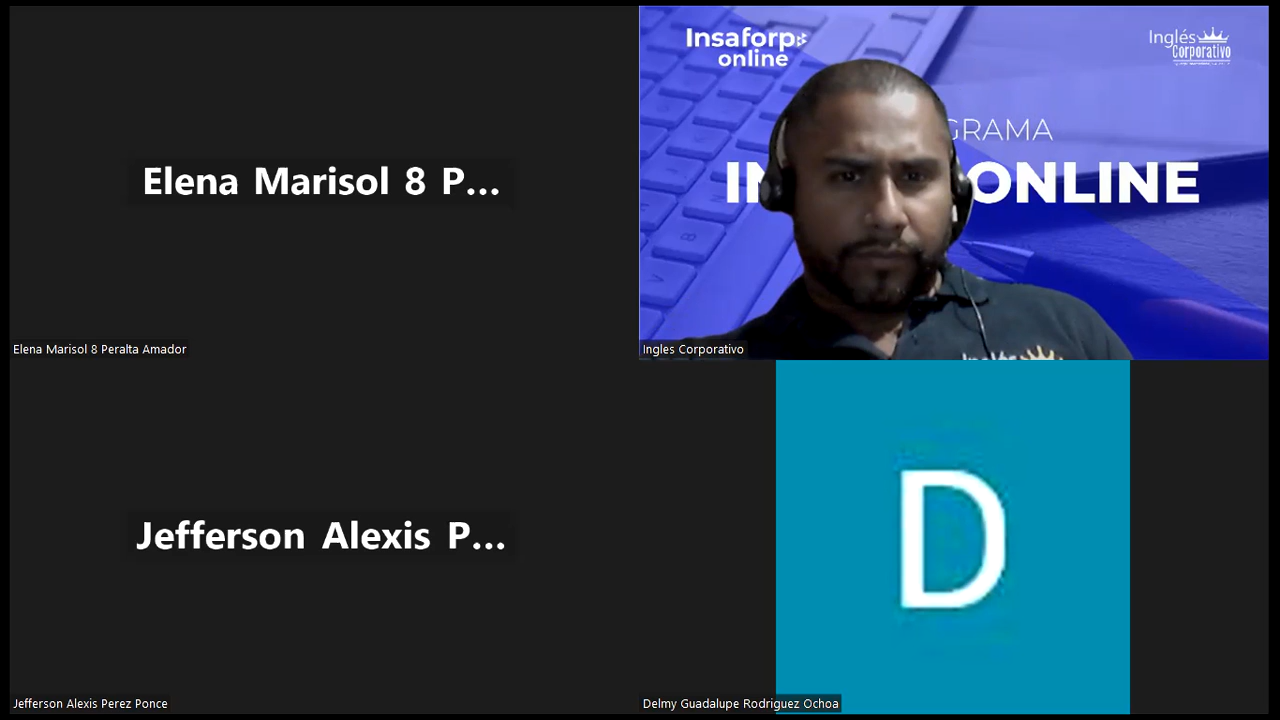 Elena Marisol 8 P...
Elena Marisol 8 Peralta Amador
Insaforp
online
Inglés
Corporativo
GRAMA
IN ONLINE
Ingles Corporativo
Jefferson Alexis P...
Jefferson Alexis Perez Ponce
D
Delmy Guadalupe Rodriguez Ochoa